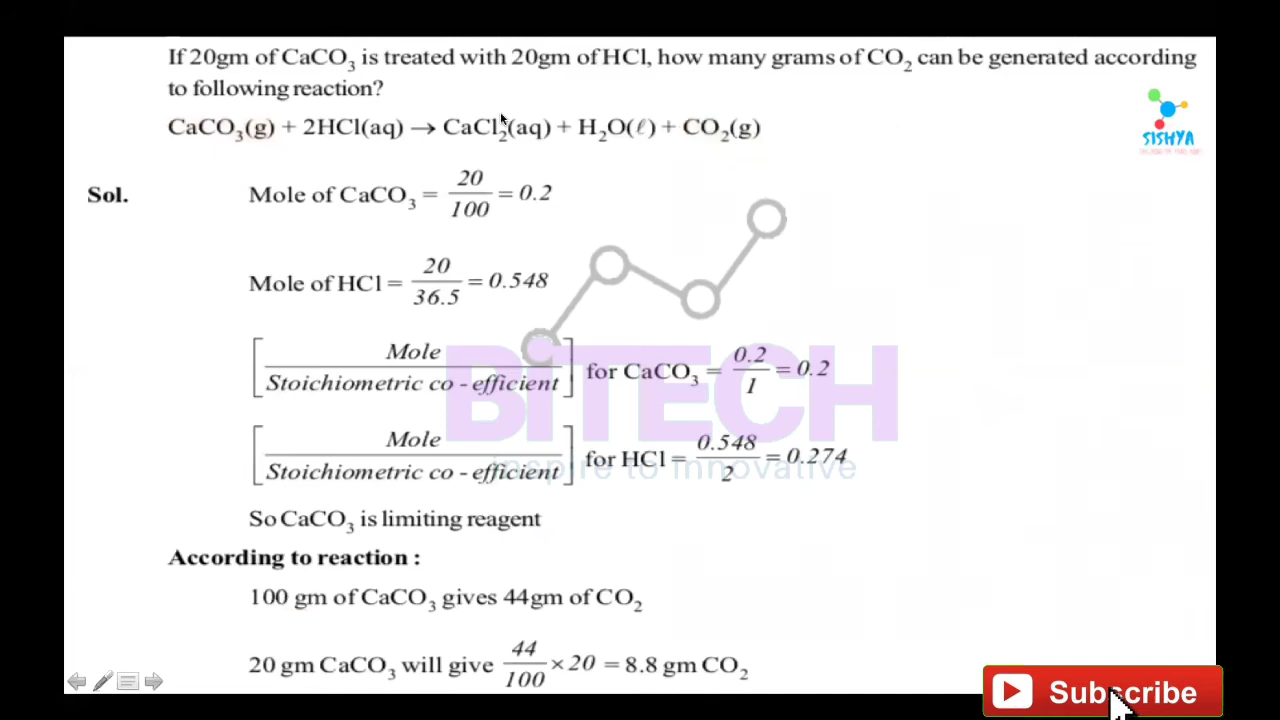 If 20gm of CaCO₃ is treated with 20gm of HCl, how many grams of CO₂ can be generated according
to following reaction?
CaCO₃(g) + 2HCl(aq) → CaCl₂(aq) + H₂O(ℓ) + CO₂(g)
SISHYA
Sol. Mole of CaCO₃ = 20/100 = 0.2
Mole of HCl = 20/36.5 = 0.548
[Mole/Stoichiometric co - efficient] for CaCO₃ = 0.2/1 = 0.2
BiTECH
[Mole/Stoichiometric co - efficient] for HCl = 0.548/2 = 0.274
inspire to innovative
So CaCO₃ is limiting reagent
According to reaction :
100 gm of CaCO₃ gives 44gm of CO₂
20 gm CaCO₃ will give 44/100 × 20 = 8.8 gm CO₂
Subscribe